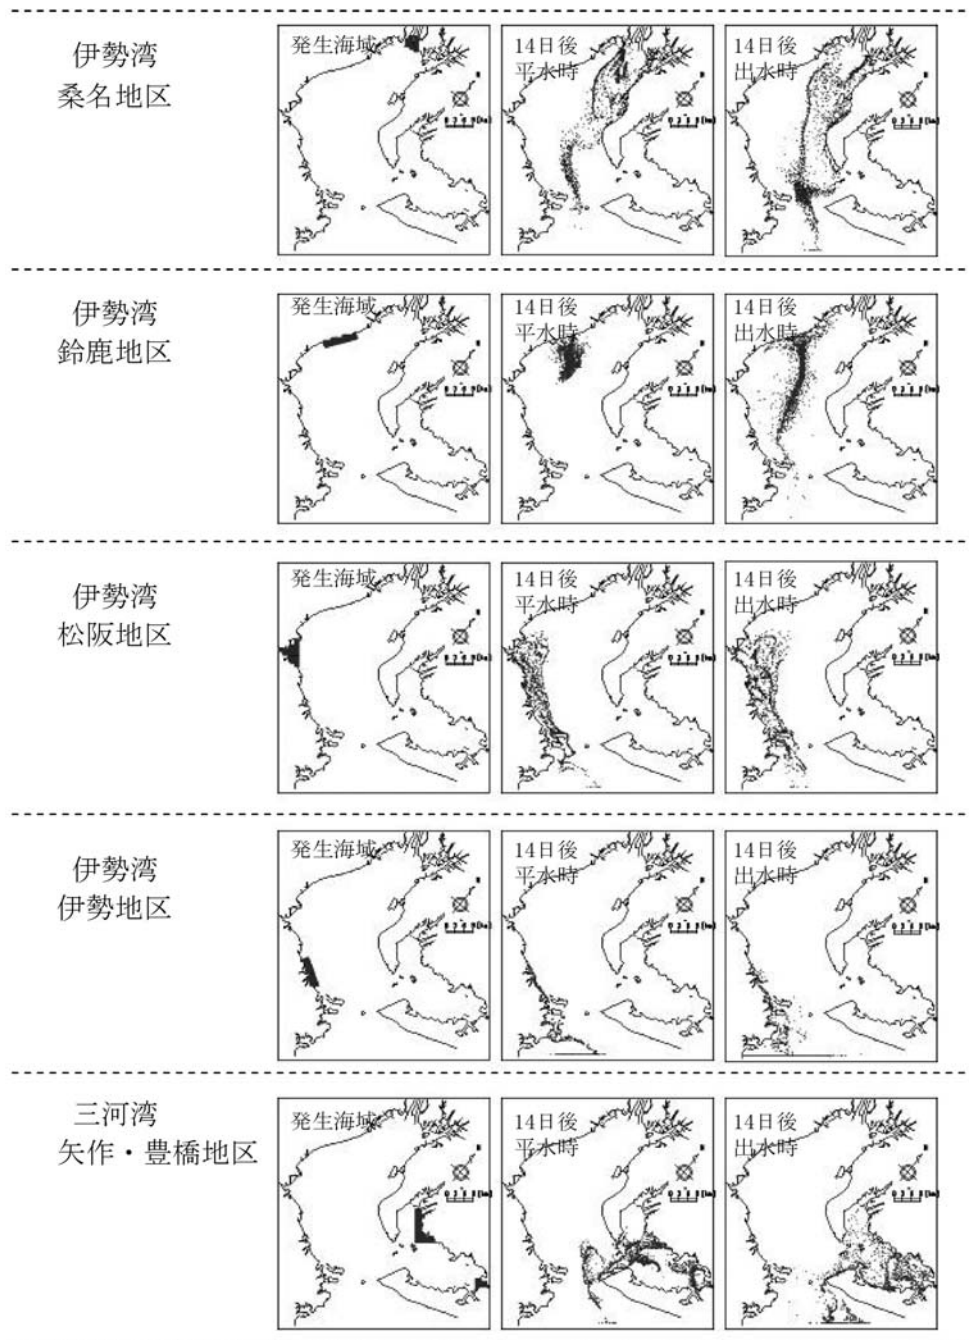 伊勢湾
桑名地区
発生海域
14日後
平水時
14日後
出水時
伊勢湾
鈴鹿地区
発生海域
14日後
平水時
14日後
出水時
伊勢湾
松阪地区
発生海域
14日後
平水時
14日後
出水時
伊勢湾
伊勢地区
発生海域
14日後
平水時
14日後
出水時
三河湾
矢作・豊橋地区
発生海域
14日後
平水時
14日後
出水時